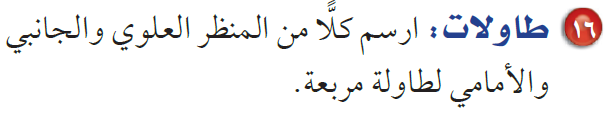 ١٦ طاولات: ارسم كلًّا من المنظر العلوي والجانبي
والأمامي لطاولة مربعة.